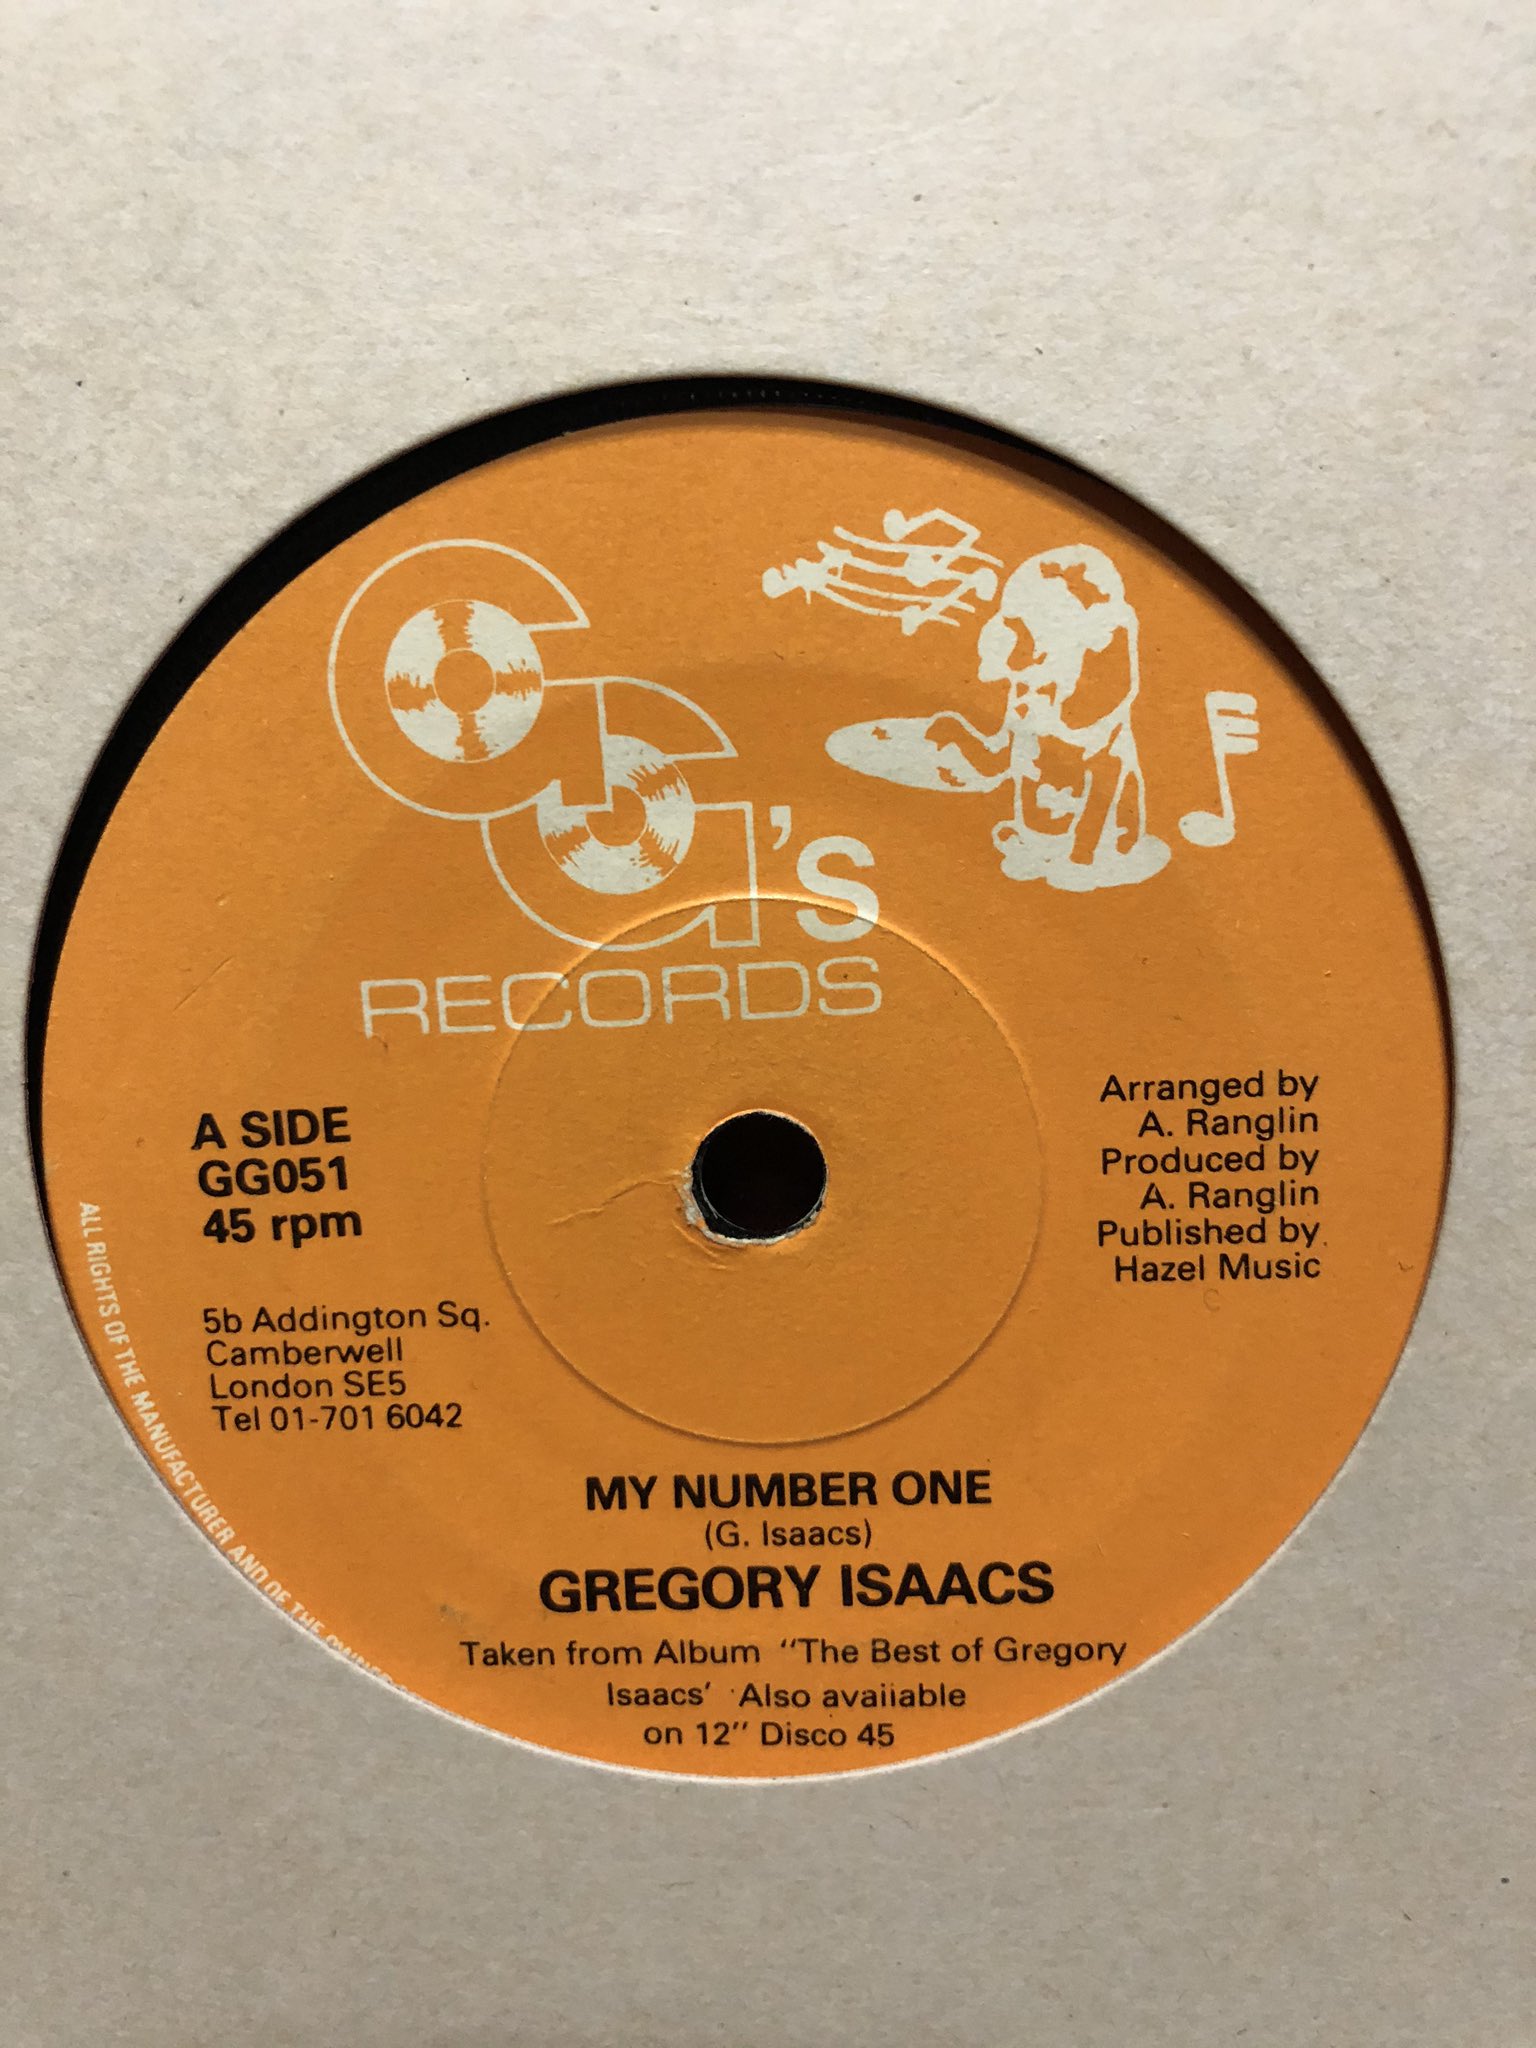 GG's
RECORDS
A SIDE
GG051
45 rpm
Arranged by
A. Ranglin
Produced by
A. Ranglin
Published by
Hazel Music
5b Addington Sq.
Camberwell
London SE5
Tel 01-701 6042
MY NUMBER ONE
(G. Isaacs)
GREGORY ISAACS
Taken from Album "The Best of Gregory
Isaacs' Also available
on 12" Disco 45
ALL RIGHTS OF THE MANUFACTURER AND OF THE